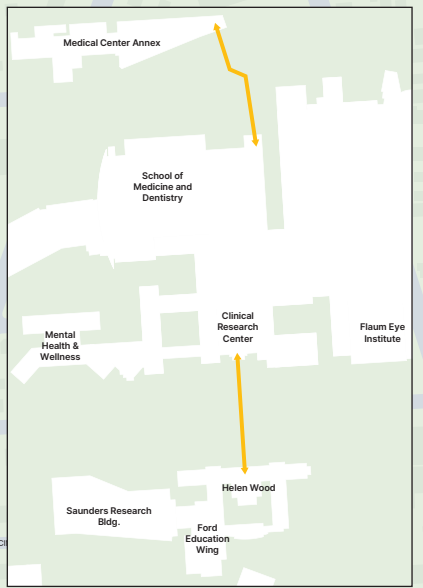 Medical Center Annex
School of
Medicine and
Dentistry
Clinical
Research
Center
Flaum Eye
Institute
Mental
Health &
Wellness
Helen Wood
Saunders Research
Bldg.
Ford
Education
Wing